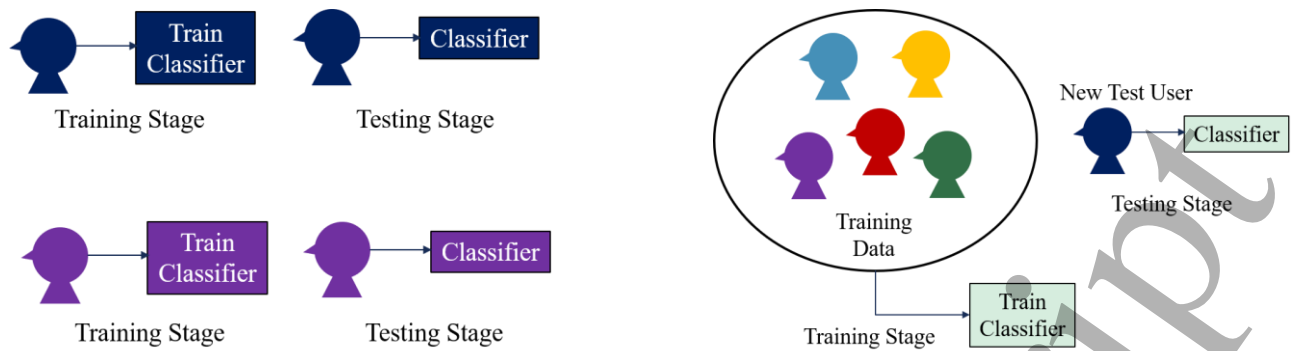 Train
Classifier
Training Stage
Classifier
Testing Stage
Train
Classifier
Training Stage
Classifier
Testing Stage
Training
Data
Train
Classifier
Training Stage
New Test User
Classifier
Testing Stage
ipt